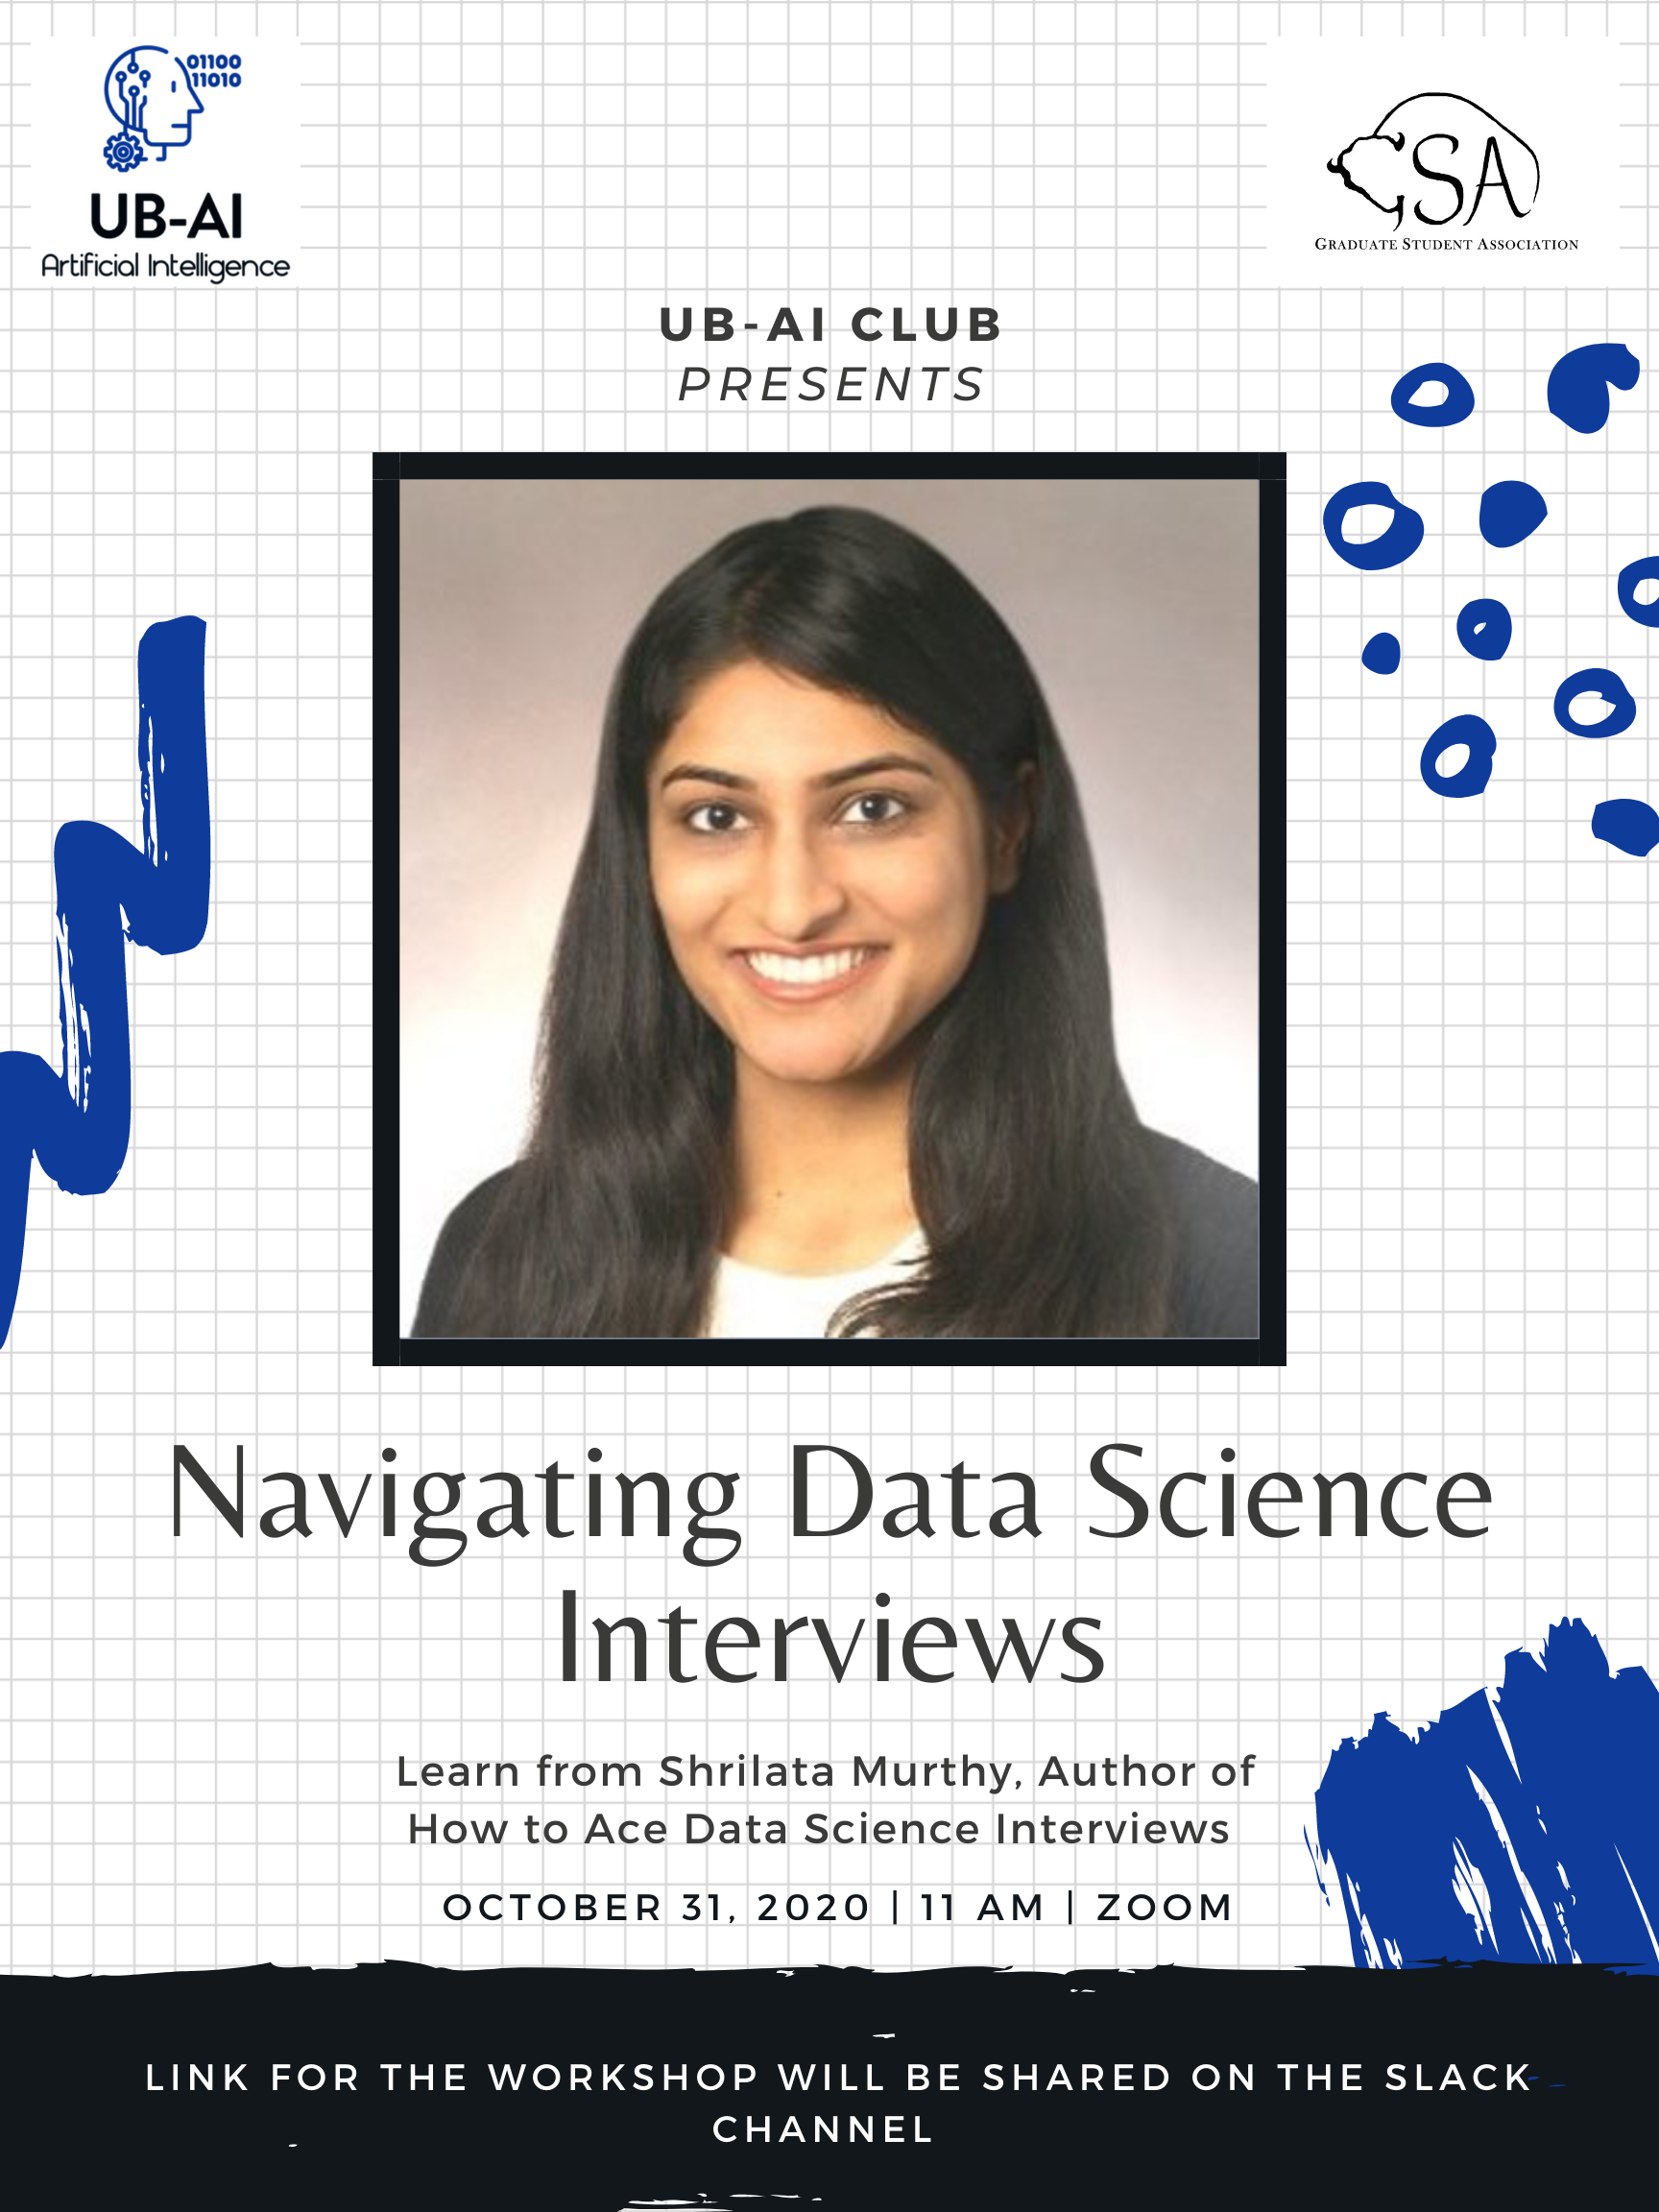 01100
11010
UB-AI
Artificial Intelligence
GSA
GRADUATE STUDENT ASSOCIATION
UB-AI CLUB
PRESENTS
Navigating Data Science
Interviews
Learn from Shrilata Murthy, Author of
How to Ace Data Science Interviews
OCTOBER 31, 2020 | 11 AM | ZOOM
LINK FOR THE WORKSHOP WILL BE SHARED ON THE SLACK
CHANNEL